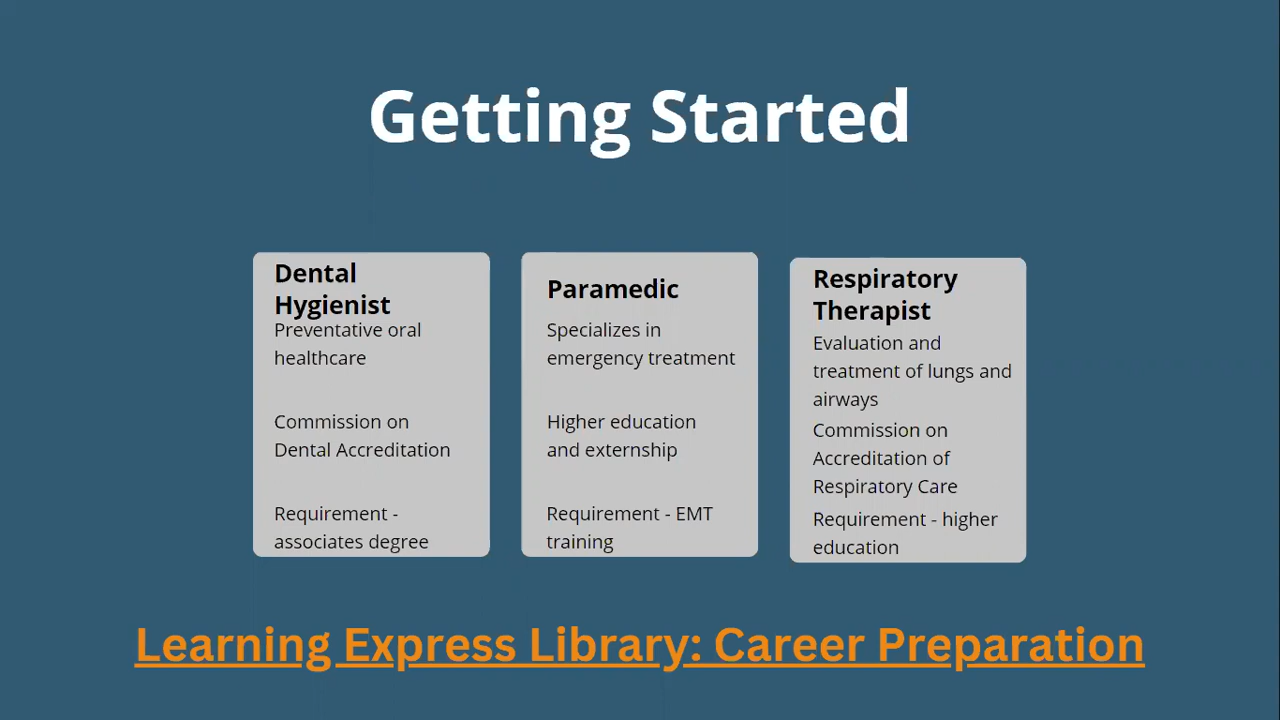 Getting Started
Dental
Hygienist
Preventative oral
healthcare
Commission on
Dental Accreditation
Requirement -
associates degree
Paramedic
Specializes in
emergency treatment
Higher education
and externship
Requirement - EMT
training
Respiratory
Therapist
Evaluation and
treatment of lungs and
airways
Commission on
Accreditation of
Respiratory Care
Requirement - higher
education
Learning Express Library: Career Preparation